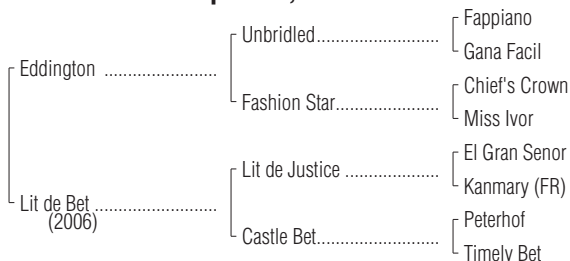 Fappiano
Unbridled
Gana Facil
Eddington
Chief's Crown
Fashion Star
Miss Ivor
El Gran Senor
Lit de Justice
Kanmary (FR)
Lit de Bet
(2006)
Peterhof
Castle Bet
Timely Bet